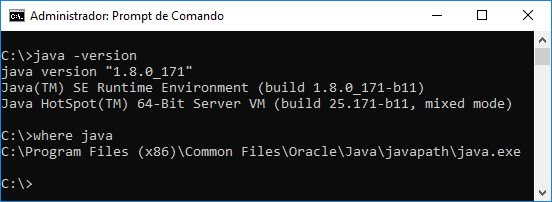 Administrador: Prompt de Comando
C:\>java -version
java version "1.8.0_171"
Java(TM) SE Runtime Environment (build 1.8.0_171-b11)
Java HotSpot(TM) 64-Bit Server VM (build 25.171-b11, mixed mode)
C:\>where java
C:\Program Files (x86)\Common Files\Oracle\Java\javapath\java.exe
C:\>